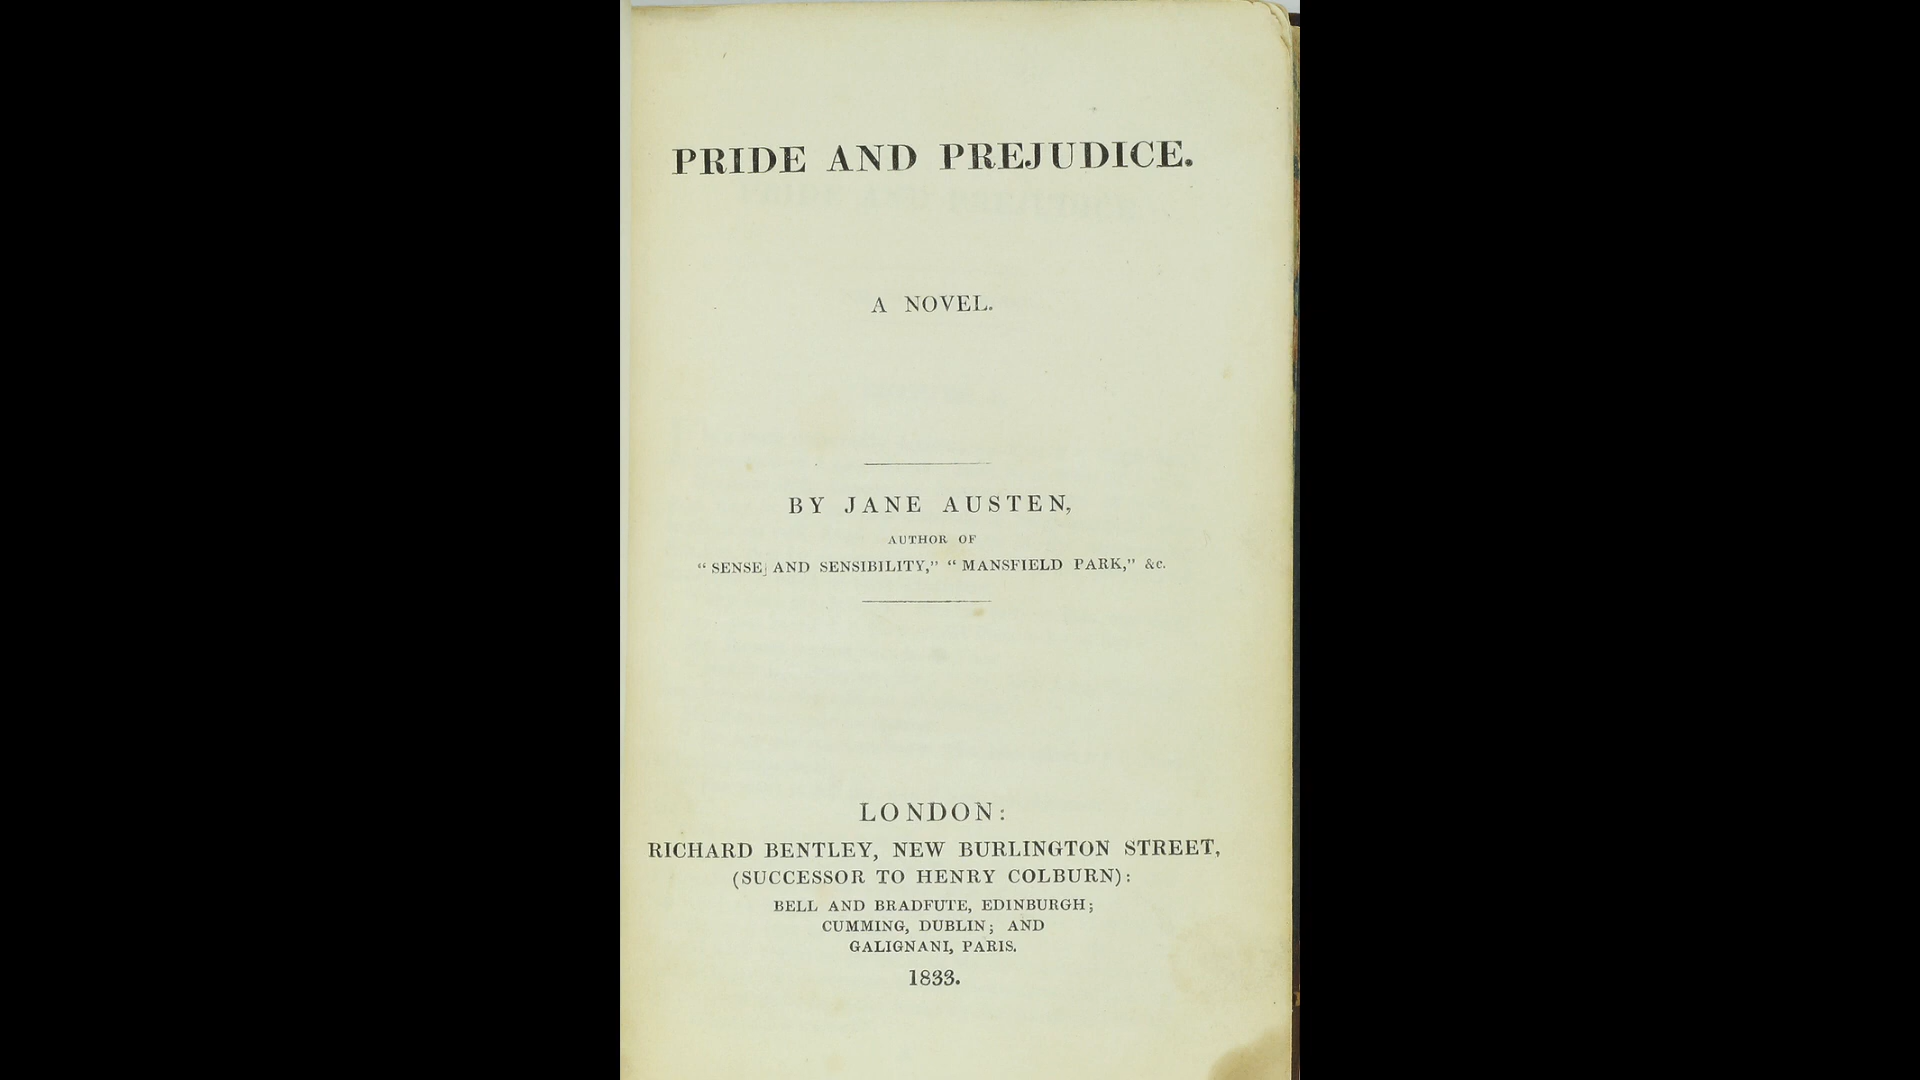 PRIDE AND PREJUDICE.
A NOVEL.
BY JANE AUSTEN,
AUTHOR OF
“ SENSE AND SENSIBILITY,” “ MANSFIELD PARK,” &c.
LONDON:
RICHARD BENTLEY, NEW BURLINGTON STREET,
(SUCCESSOR TO HENRY COLBURN):
BELL AND BRADFUTE, EDINBURGH;
CUMMING, DUBLIN; AND
GALIGNANI, PARIS.
1833.